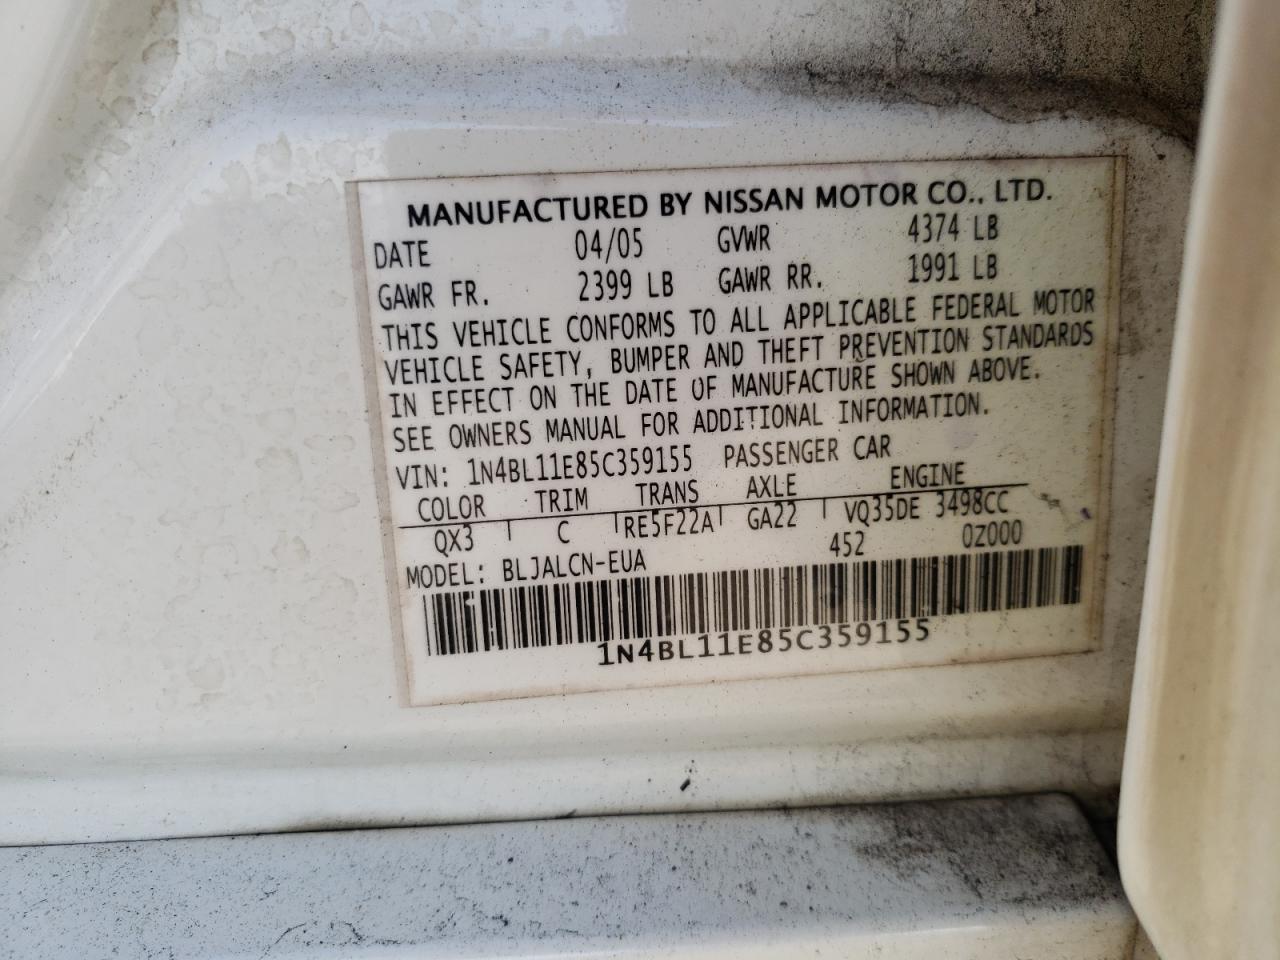 MANUFACTURED BY NISSAN MOTOR CO., LTD.
DATE 04/05 GVWR 4374 LB
GAWR FR. 2399 LB GAWR RR. 1991 LB
THIS VEHICLE CONFORMS TO ALL APPLICABLE FEDERAL MOTOR
VEHICLE SAFETY, BUMPER AND THEFT PREVENTION STANDARDS
IN EFFECT ON THE DATE OF MANUFACTURE SHOWN ABOVE.
SEE OWNERS MANUAL FOR ADDITIONAL INFORMATION.
VIN: 1N4BL11E85C359155 PASSENGER CAR
COLOR TRIM TRANS AXLE ENGINE
QX3 C RE5F22A GA22 VQ35DE 3498CC
MODEL: BLJALCN-EUA 452 0Z000
1N4BL11E85C359155